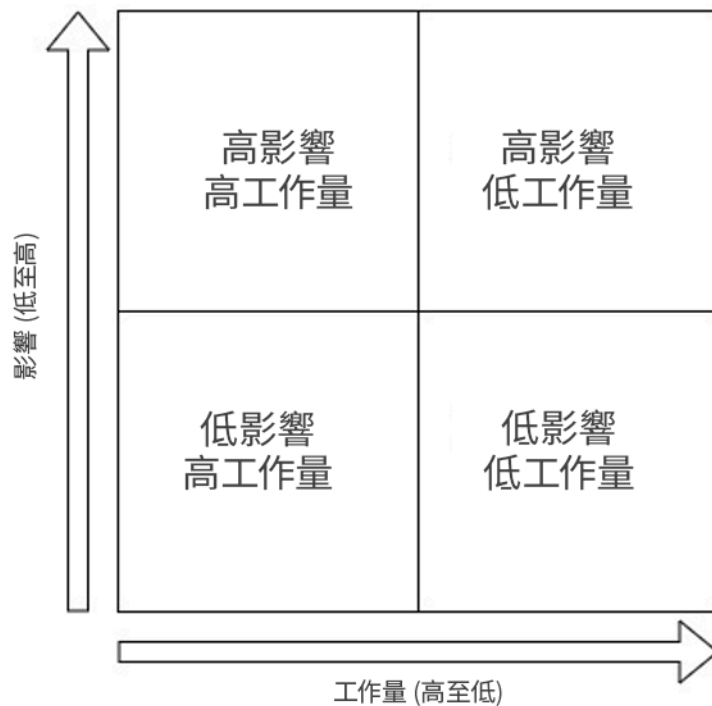 高影響
高工作量
高影響
低工作量
影響 (低至高)
低影響
高工作量
低影響
低工作量
工作量 (高至低)